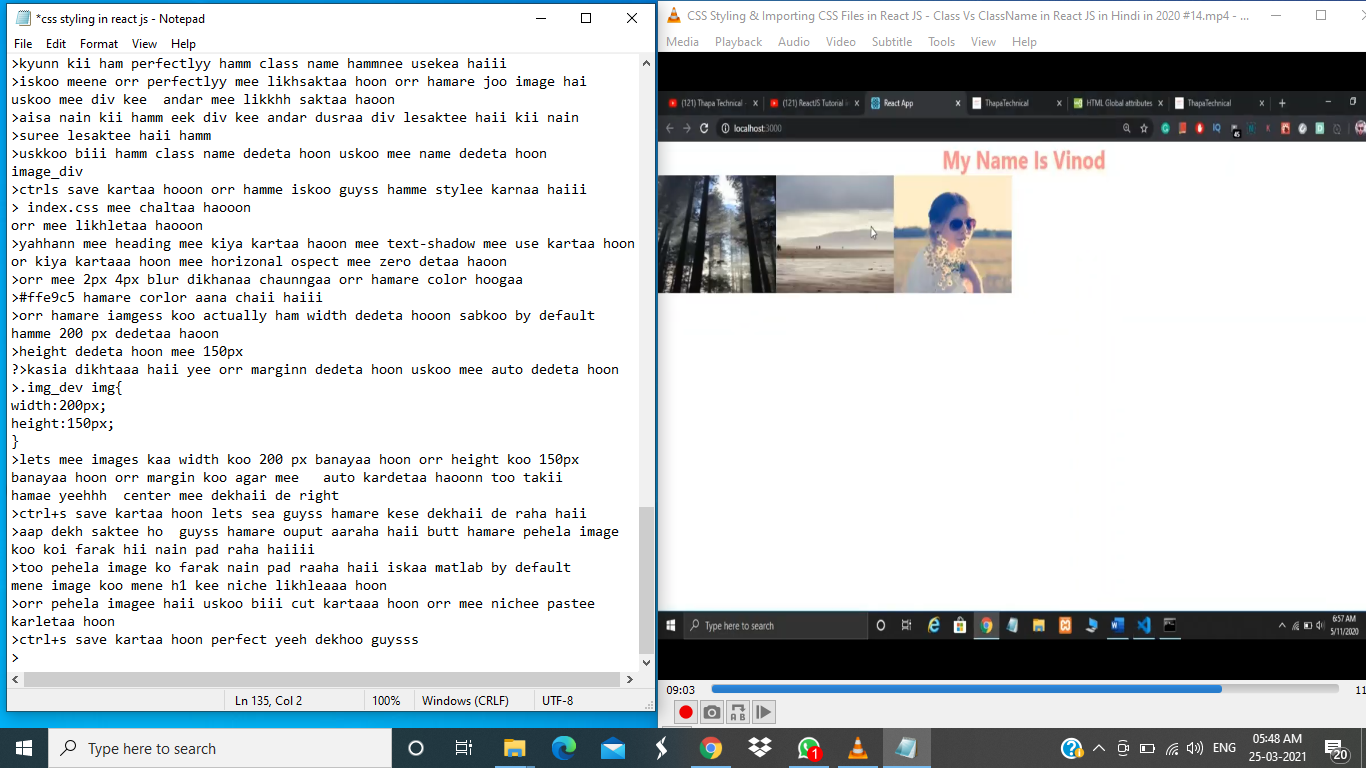 *css styling in react js - Notepad
File Edit Format View Help
>kyunn kii ham perfectlyy hamm class name hammnee usekea haiii
>iskoo meene orr perfectlyy mee likhsaktaa hoon orr hamare joo image hai
uskoo mee div kee  andar mee likkhh saktaa haoon
>aisa nain kii hamm eek div kee andar dusraa div lesaktee haii kii nain
>suree lesaktee haii hamm
>uskkoo biii hamm class name dedeta hoon uskoo mee name dedeta hoon
image_div
>ctrls save kartaa hooon orr hamme iskoo guyss hamme stylee karnaa haiii
> index.css mee chaltaa haooon
orr mee likhletaa haooon
>yahhann mee heading mee kiya kartaa haoon mee text-shadow mee use kartaa hoon
or kiya kartaaa hoon mee horizonal ospect mee zero detaa haoon
>orr mee 2px 4px blur dikhanaa chaunngaa orr hamare color hoogaa
>#ffe9c5 hamare corlor aana chaii haiii
>orr hamare iamgess koo actually ham width dedeta hooon sabkoo by default
hamme 200 px dedetaa haoon
>height dedeta hoon mee 150px
?>kasia dikhtaaa haii yee orr marginn dedeta hoon uskoo mee auto dedeta hoon
>.img_dev img{
width:200px;
height:150px;
}
>lets mee images kaa width koo 200 px banayaa hoon orr height koo 150px
banayaa hoon orr margin koo agar mee   auto kardetaa haoonn too takii
hamae yeehhh  center mee dekhaii de right
>ctrl+s save kartaa hoon lets sea guyss hamare kese dekhaii de raha haii
>aap dekh saktee ho  guyss hamare ouput aaraha haii butt hamare pehela image
koo koi farak hii nain pad raha haiiii
>too pehela image ko farak nain pad raaha haii iskaa matlab by default
mene image koo mene h1 kee niche likhleaaa hoon
>orr pehela imagee haii uskoo biii cut kartaaa hoon orr mee nichee pastee
karletaa hoon
>ctrl+s save kartaa hoon perfect yeeh dekhoo guysss
>
Ln 135, Col 2 100% Windows (CRLF) UTF-8
CSS Styling & Importing CSS Files in React JS - Class Vs ClassName in React JS in Hindi in 2020 #14.mp4 - ...
Media Playback Audio Video Subtitle Tools View Help
(121) Thapa Technical - (121) ReactJS Tutorial in React App ThapaTechnical HTML Global attributes ThapaTechnical
localhost:3000
My Name Is Vinod
Type here to search
6:57 AM
5/11/2020
09:03
11
Type here to search
1
ENG
05:48 AM
25-03-2021
20